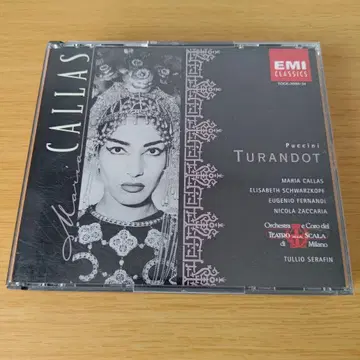 Maria
CALLAS
EMI
CLASSICS
Puccini
TURANDOT
MARIA CALLAS
ELISABETH SCHWARZKOPF
EUGENIO FERNANDI
NICOLA ZACCARIA
Orchestra e Coro del
TEATRO ALLA SCALA
di Milano
TULLIO SERAFIN